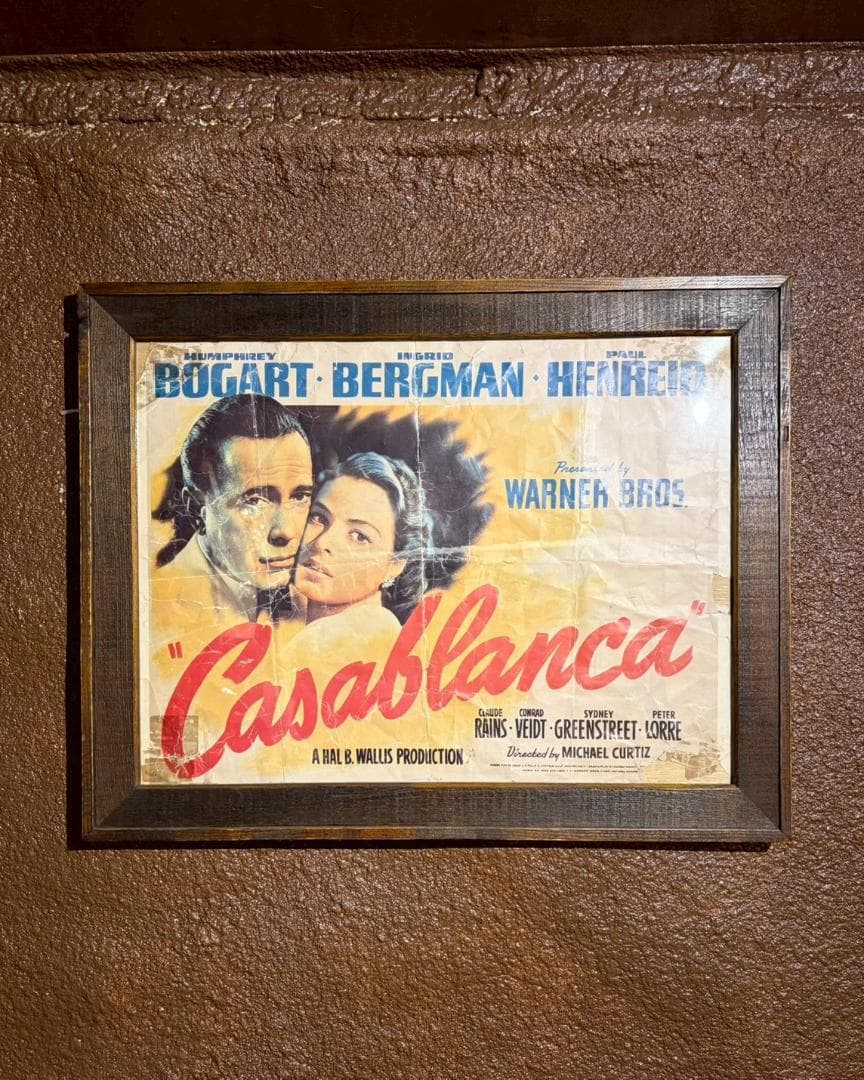 HUMPHREY INGRID PAUL
BOGART · BERGMAN · HENREID
Presented by
WARNER BROS.
"Casablanca"
CLAUDE CONRAD SYDNEY PETER
RAINS · VEIDT · GREENSTREET · LORRE
A HAL B. WALLIS PRODUCTION
Directed by MICHAEL CURTIZ